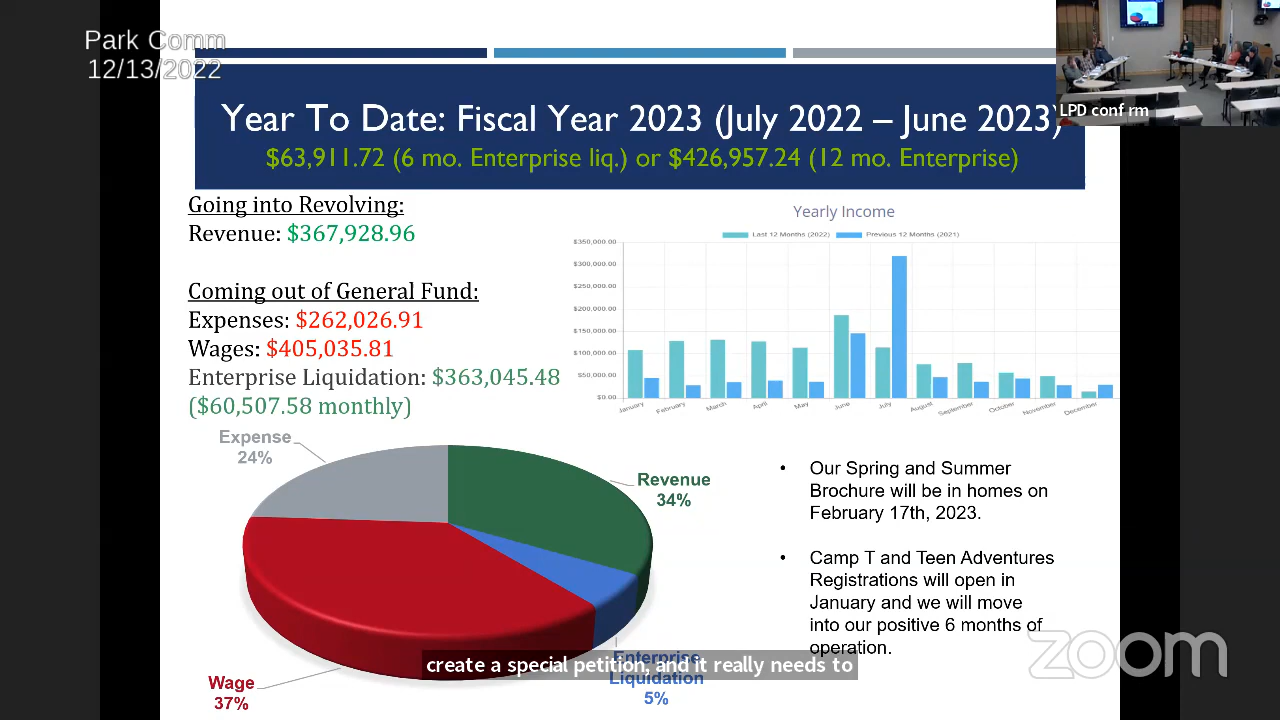 Park Comm
12/13/2022
LPD conf rm
Year To Date: Fiscal Year 2023 (July 2022 – June 2023)
$63,911.72 (6 mo. Enterprise liq.) or $426,957.24 (12 mo. Enterprise)
Going into Revolving:
Revenue: $367,928.96
Coming out of General Fund:
Expenses: $262,026.91
Wages: $405,035.81
Enterprise Liquidation: $363,045.48
($60,507.58 monthly)
Yearly Income
Last 12 Months (2022) Previous 12 Months (2021)
$350,000.00
$300,000.00
$250,000.00
$200,000.00
$150,000.00
$100,000.00
$50,000.00
$0.00
January February March April May June July August September October November December
Expense
24%
Revenue
34%
Enterprise
Liquidation
5%
Wage
37%
• Our Spring and Summer
Brochure will be in homes on
February 17th, 2023.
• Camp T and Teen Adventures
Registrations will open in
January and we will move
into our positive 6 months of
operation.
create a special petition, and it really needs to
zoom